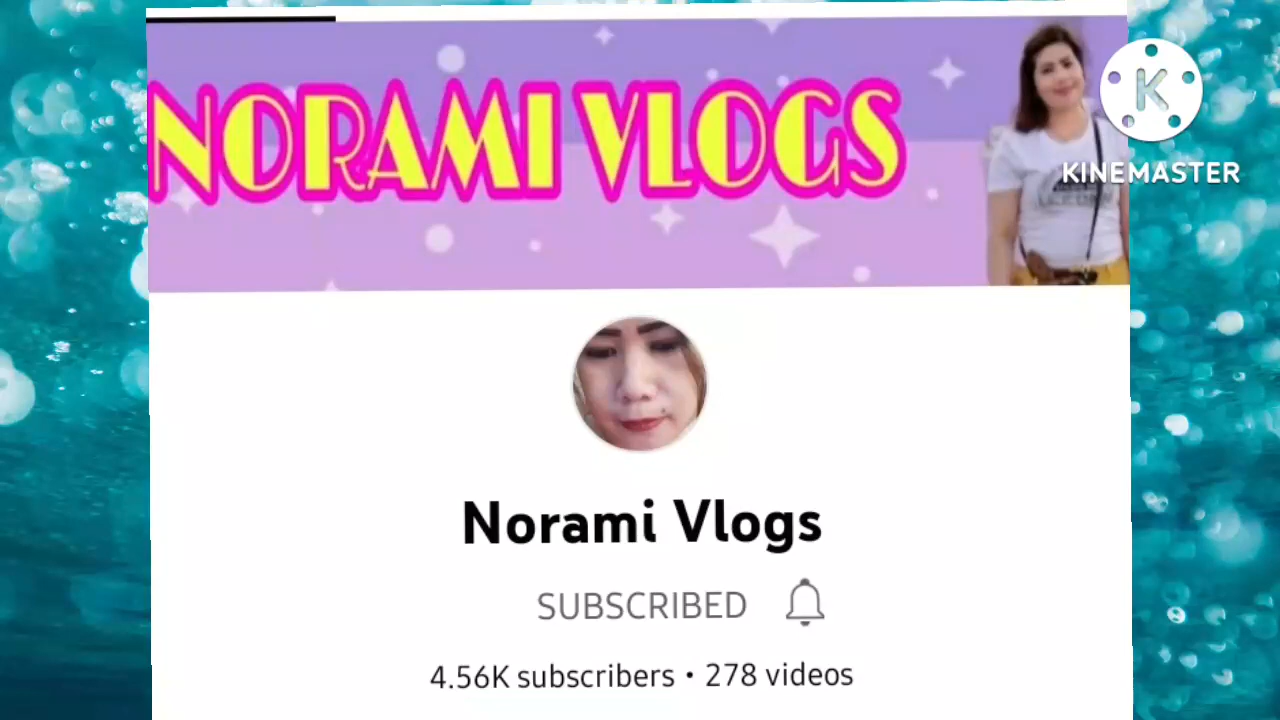 NORAMI VLOGS
K
KINEMASTER
Norami Vlogs
SUBSCRIBED
4.56K subscribers • 278 videos